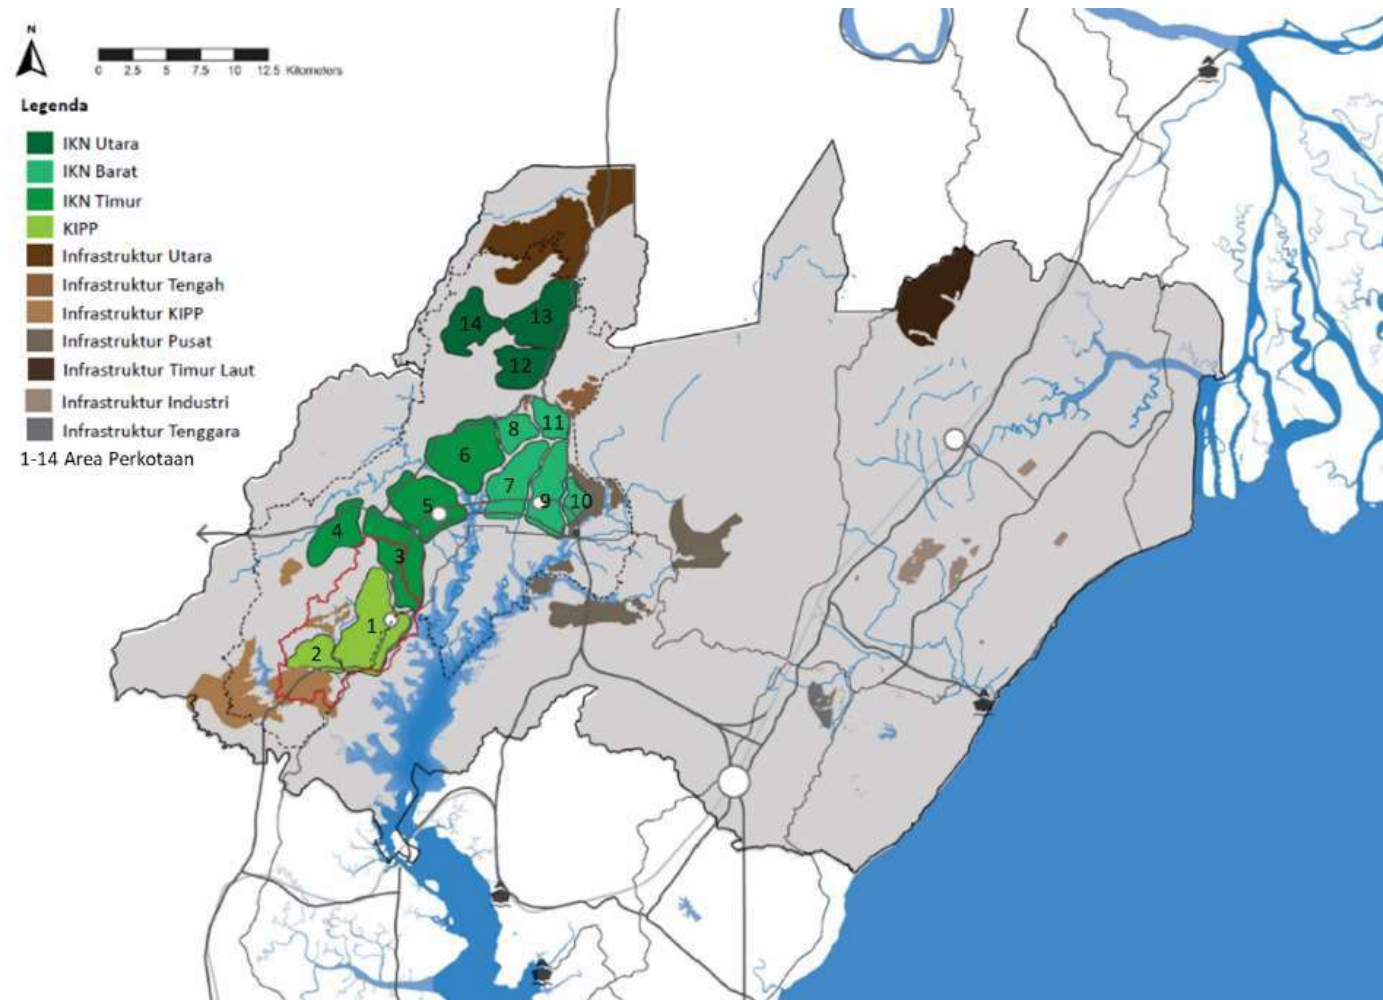 N
0 2.5 5 7.5 10 12.5 Kilometers
Legenda
IKN Utara
IKN Barat
IKN Timur
KIPP
Infrastruktur Utara
Infrastruktur Tengah
Infrastruktur KIPP
Infrastruktur Pusat
Infrastruktur Timur Laut
Infrastruktur Industri
Infrastruktur Tenggara
1-14 Area Perkotaan
14
13
12
11
8
6
7
9
10
5
4
3
1
2